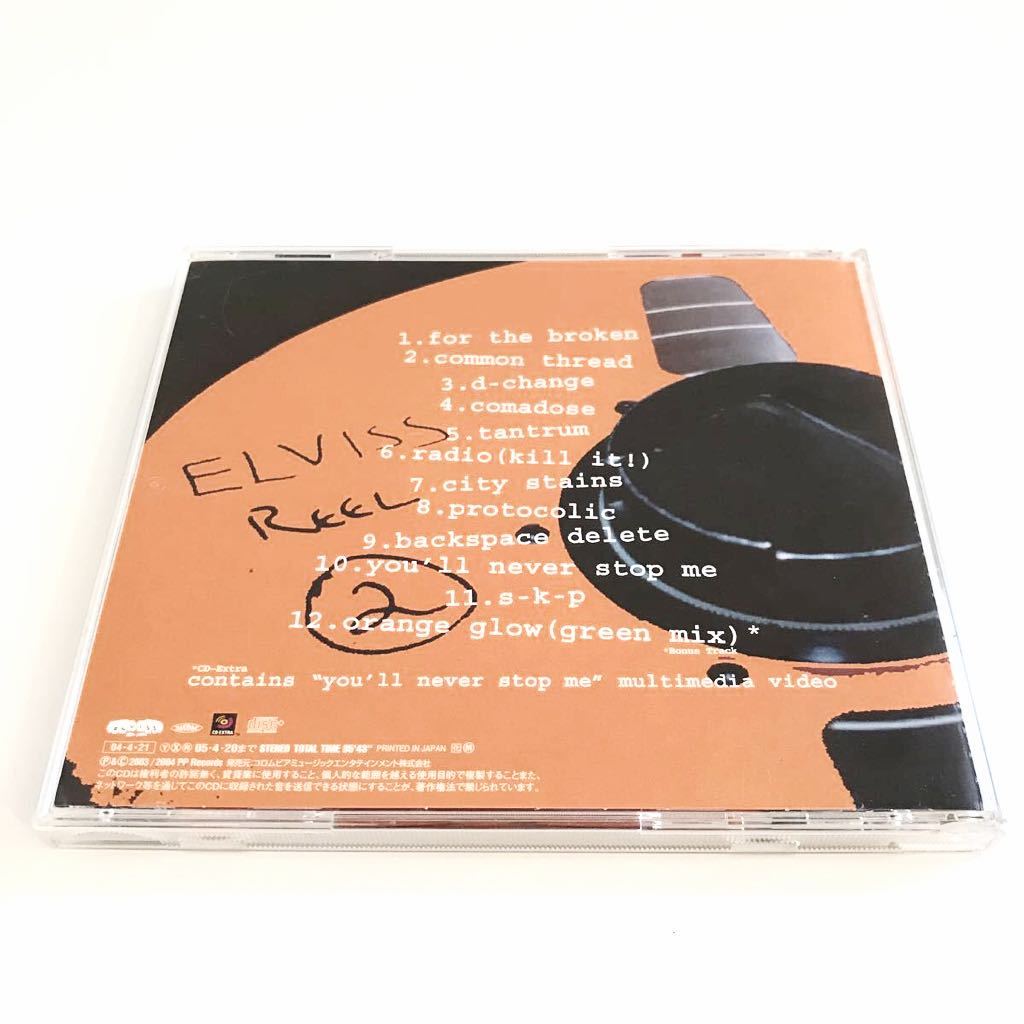 1.for the broken
2.common thread
3.d-change
4.comadose
5.tantrum
6.radio(kill it!)
7.city stains
8.protocolic
9.backspace delete
10.you'll never stop me
11.s-k-p
12.orange glow(green mix)*
*Bonus Track
ELVISS
REEL
2
*CD-Extra
contains "you'll never stop me" multimedia video
CD-EXTRA
04・4・21 ⓎⓍⓃ 05・4・20まで STEREO TOTAL TIME 35'43" PRINTED IN JAPAN
Ⓟ&Ⓒ2003/2004 PP Records 発売元:コロムビアミュージックエンタテインメント株式会社
このCDは権利者の許諾無く、賃貸業に使用すること、個人的な範囲を越える使用目的で複製することまた、
ネットワーク等を通じてこのCDに収録された音を送信できる状態にすることが、著作権法で禁じられています。